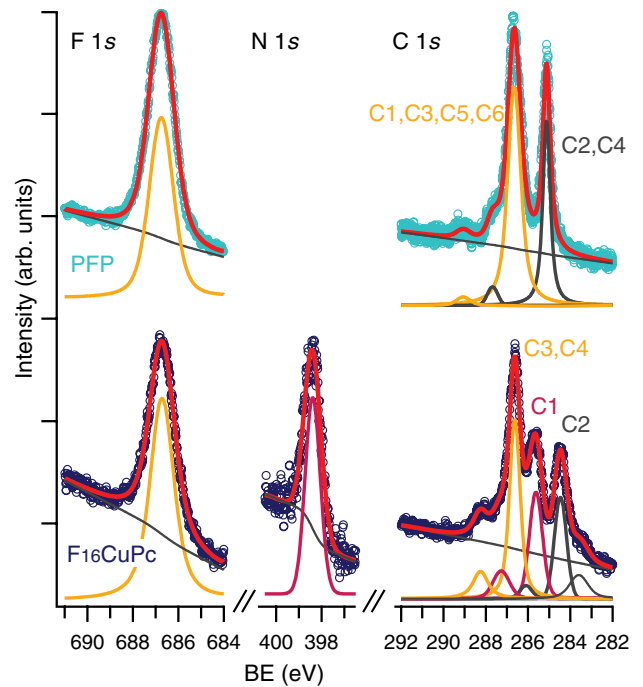 F 1s
N 1s
C 1s
C1,C3,C5,C6
C2,C4
PFP
Intensity (arb. units)
C3,C4
C1
C2
F16CuPc
690 688 686 684
400 398
292 290 288 286 284 282
BE (eV)